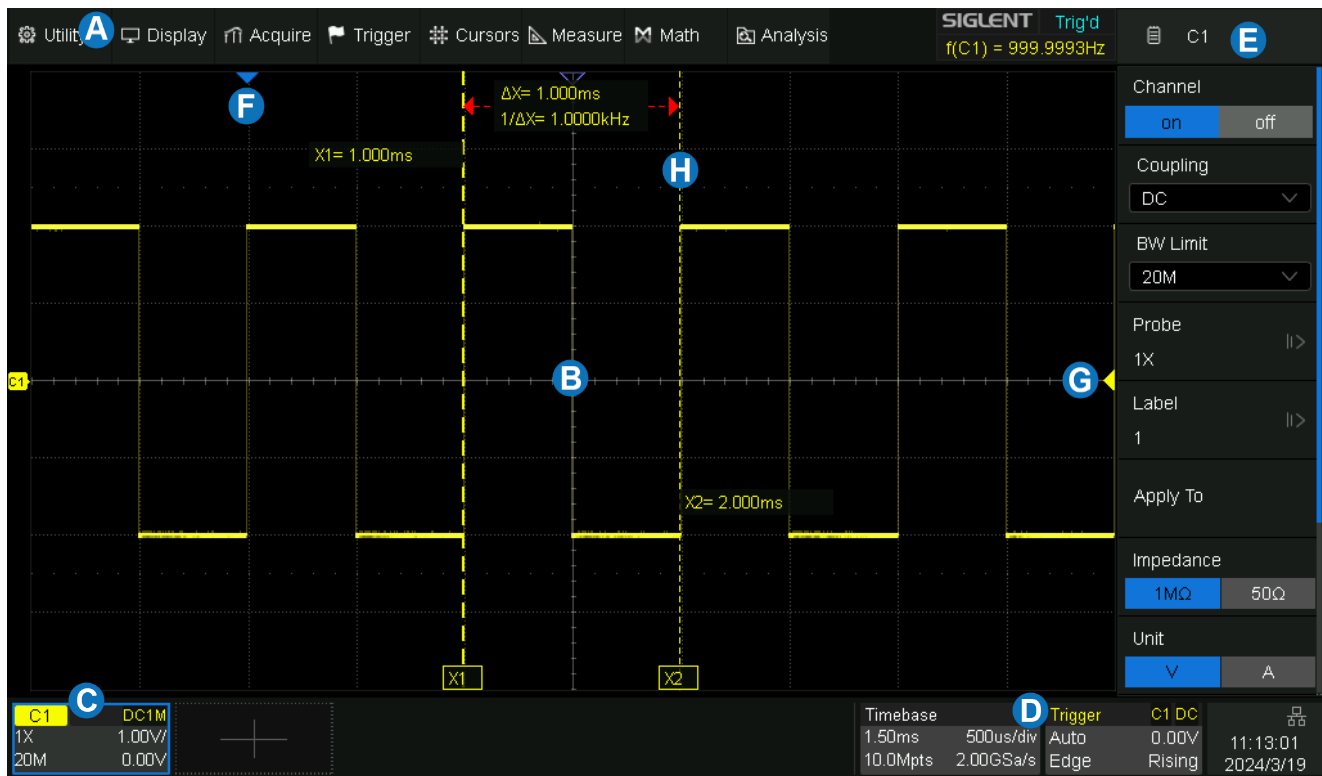 Utility A Display Acquire Trigger Cursors Measure Math Analysis
SIGLENT Trig'd
f(C1) = 999.9993Hz
C1 E
F
ΔX= 1.000ms
1/ΔX= 1.0000kHz
X1= 1.000ms
H
C1
B
G
X2= 2.000ms
X1
X2
Channel
on off
Coupling
DC
BW Limit
20M
Probe
1X
Label
1
Apply To
Impedance
1MΩ 50Ω
Unit
V A
C
C1 DC1M
1X 1.00V/
20M 0.00V
D
Timebase
1.50ms 500us/div
10.0Mpts 2.00GSa/s
Trigger C1 DC
Auto 0.00V
Edge Rising
11:13:01
2024/3/19